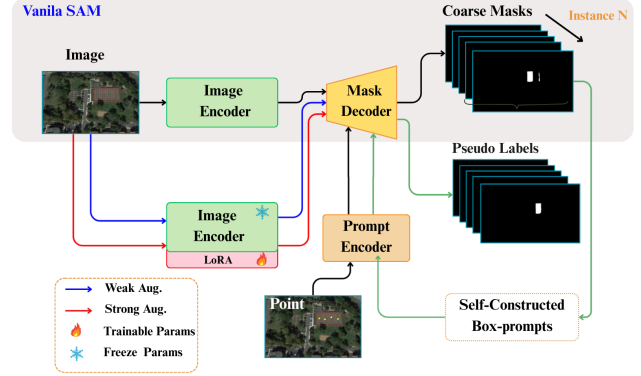 Vanila SAM
Image
Image
Encoder
Mask
Decoder
Coarse Masks
Instance N
Pseudo Labels
Image
Encoder
LoRA
Prompt
Encoder
Point
Self-Constructed
Box-prompts
Weak Aug.
Strong Aug.
Trainable Params
Freeze Params